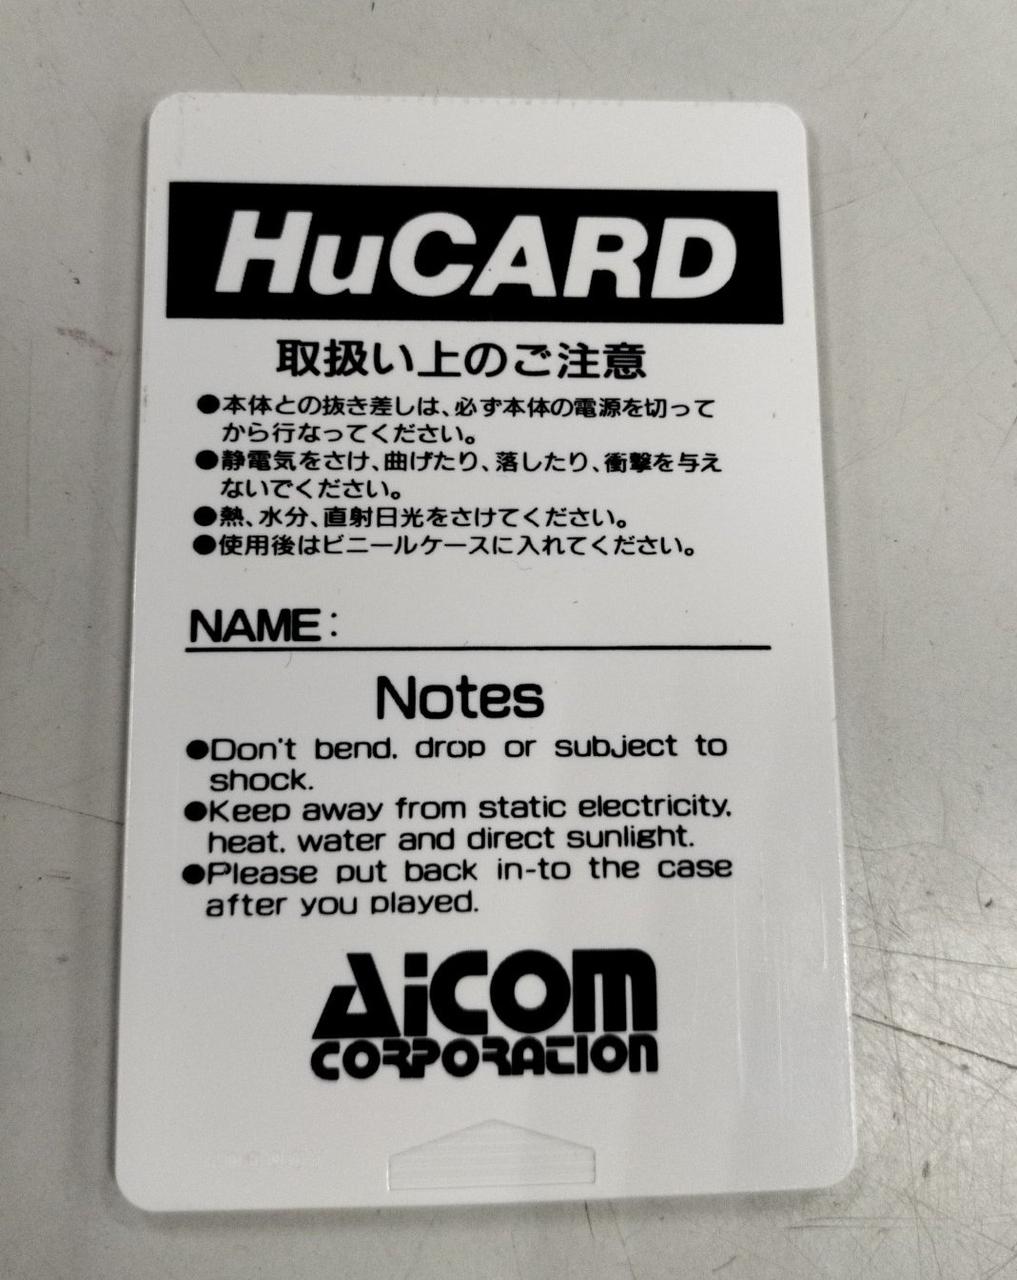 HuCARD
取扱い上のご注意
●本体との抜き差しは、必ず本体の電源を切って
から行なってください。
●静電気をさけ、曲げたり、落したり、衝撃を与え
ないでください。
●熱、水分、直射日光をさけてください。
●使用後はビニールケースに入れてください。
NAME:
Notes
●Don't bend. drop or subject to
shock.
●Keep away from static electricity.
heat. water and direct sunlight.
●Please put back in-to the case
after you played.
AiCOM
CORPORATION